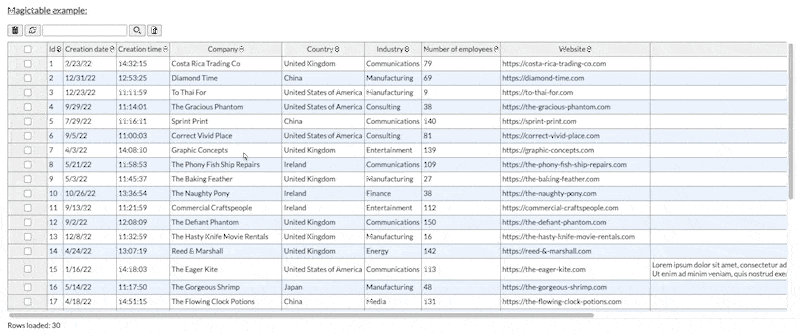 Magictable example:
Id Creation date Creation time Company Country Industry Number of employees Website
1 2/23/22 14:32:15 Costa Rica Trading Co United Kingdom Communications 79 https://costa-rica-trading-co.com
2 12/31/22 12:53:25 Diamond Time China Manufacturing 69 https://diamond-time.com
3 12/23/22 11:11:59 To Thai For United States of America Manufacturing 9 https://to-thai-for.com
4 9/29/22 11:14:01 The Gracious Phantom United States of America Consulting 38 https://the-gracious-phantom.com
5 7/29/22 11:16:11 Sprint Print China Communications 140 https://sprint-print.com
6 9/5/22 11:00:03 Correct Vivid Place United States of America Consulting 81 https://correct-vivid-place.com
7 4/3/22 14:08:10 Graphic Concepts United Kingdom Entertainment 139 https://graphic-concepts.com
8 5/21/22 11:58:53 The Phony Fish Ship Repairs Ireland Communications 109 https://the-phony-fish-ship-repairs.com
9 5/3/22 11:45:37 The Baking Feather United Kingdom Manufacturing 27 https://the-baking-feather.com
10 10/26/22 13:36:54 The Naughty Pony Ireland Finance 38 https://the-naughty-pony.com
11 9/13/22 11:21:59 Commercial Craftspeople Ireland Entertainment 112 https://commercial-craftspeople.com
12 9/2/22 12:08:09 The Defiant Phantom United Kingdom Communications 150 https://the-defiant-phantom.com
13 12/8/22 11:32:59 The Hasty Knife Movie Rentals United Kingdom Manufacturing 16 https://the-hasty-knife-movie-rentals.com
14 4/24/22 13:07:19 Reed & Marshall United Kingdom Energy 142 https://reed-&-marshall.com
15 1/16/22 14:18:03 The Eager Kite United States of America Communications 113 https://the-eager-kite.com Lorem ipsum dolor sit amet, consectetur ad
Ut enim ad minim veniam, quis nostrud exer
16 5/14/22 11:17:50 The Gorgeous Shrimp Japan Manufacturing 48 https://the-gorgeous-shrimp.com
17 4/18/22 14:51:15 The Flowing Clock Potions China Media 131 https://the-flowing-clock-potions.com
Rows loaded: 30